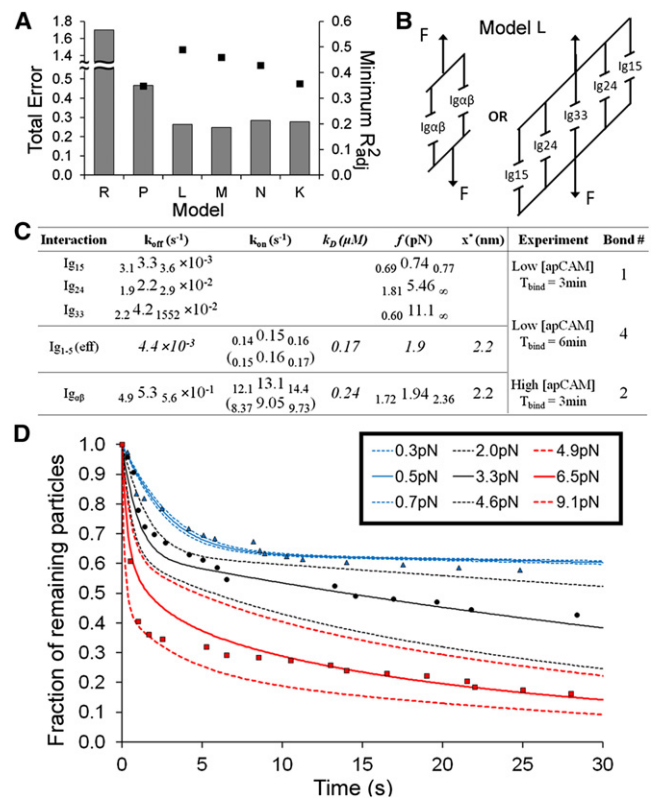 A
Total Error
1.8
1.6
1.4
0.5
0.4
0.3
0.2
0.1
0.0
R P L M N K
Model
0.6
0.5
0.4
0.3
0.2
0.1
0.0
Minimum R²adj
B
Model L
F
Igαβ
Igαβ
F
OR
Ig15
Ig24
Ig33
Ig24
Ig15
F
C
Interaction koff (s⁻¹) kon (s⁻¹) kD (μM) f (pN) x* (nm) Experiment Bond #
Ig15 3.1 3.3 3.6 ×10⁻³ 0.69 0.74 0.77
Ig24 1.9 2.2 2.9 ×10⁻² 1.81 5.46 ∞
Ig33 2.2 4.2 1552 ×10⁻² 0.60 11.1 ∞
Ig1-5 (eff) 4.4 ×10⁻³ 0.14 0.15 0.16 0.17 1.9 2.2
(0.15 0.16 0.17)
Igαβ 4.9 5.3 5.6 ×10⁻¹ 12.1 13.1 14.4 0.24 1.72 1.94 2.36 2.2
(8.37 9.05 9.73)
Low [apCAM] 1
Tbind = 3min
Low [apCAM] 4
Tbind = 6min
High [apCAM] 2
Tbind = 3min
D
Fraction of remaining particles
1.0
0.9
0.8
0.7
0.6
0.5
0.4
0.3
0.2
0.1
0.0
0 5 10 15 20 25 30
Time (s)
0.3pN 2.0pN 4.9pN
0.5pN 3.3pN 6.5pN
0.7pN 4.6pN 9.1pN